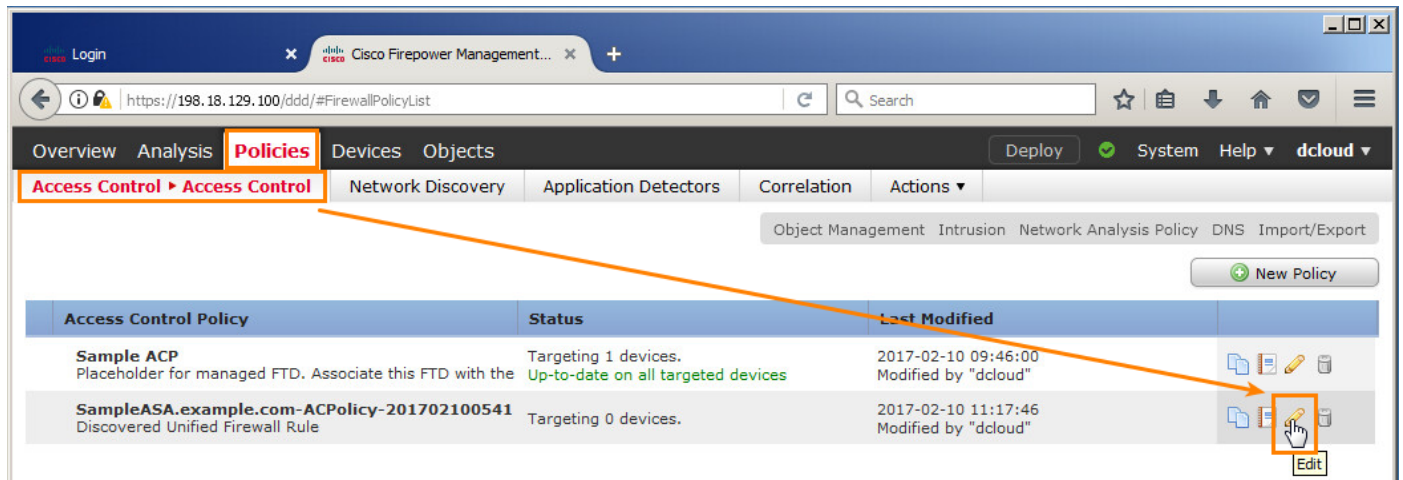 Login
Cisco Firepower Management...
https://198.18.129.100/ddd/#FirewallPolicyList
Search
Overview Analysis Policies Devices Objects Deploy System Help ▾ dcloud ▾
Access Control ▸ Access Control Network Discovery Application Detectors Correlation Actions ▾
Object Management Intrusion Network Analysis Policy DNS Import/Export
New Policy
Access Control Policy Status Last Modified
Sample ACP Targeting 1 devices. 2017-02-10 09:46:00
Placeholder for managed FTD. Associate this FTD with the Up-to-date on all targeted devices Modified by "dcloud"
SampleASA.example.com-ACPolicy-201702100541 Targeting 0 devices. 2017-02-10 11:17:46
Discovered Unified Firewall Rule Modified by "dcloud"
Edit